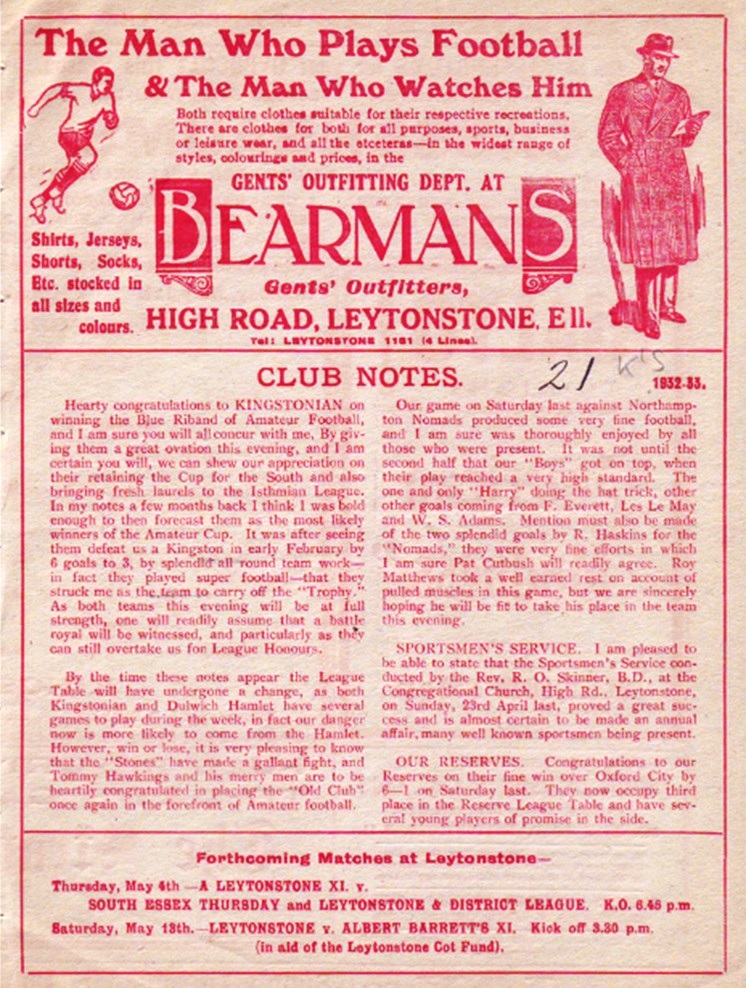 The Man Who Plays Football
& The Man Who Watches Him
Both require clothes suitable for their respective recreations.
There are clothes for both for all purposes, sports, business
or leisure wear, and all the etceteras—in the widest range of
styles, colourings and prices, in the
GENTS' OUTFITTING DEPT. AT
BEARMANS
Gents' Outfitters,
HIGH ROAD, LEYTONSTONE, E11.
Tel: LEYTONSTONE 1161 (4 Lines).
Shirts, Jerseys,
Shorts, Socks,
Etc. stocked in
all sizes and
colours.
CLUB NOTES.
21 K'S
1932-33.
Hearty congratulations to KINGSTONIAN on
winning the Blue Riband of Amateur Football,
and I am sure you will all concur with me, By giv-
ing them a great ovation this evening, and I am
certain you will, we can shew our appreciation on
their retaining the Cup for the South and also
bringing fresh laurels to the Isthmian League.
In my notes a few months back I think I was bold
enough to then forecast them as the most likely
winners of the Amateur Cup. It was after seeing
them defeat us a Kingston in early February by
6 goals to 3, by splendid all round team work—
in fact they played super football—that they
struck me as the team to carry off the "Trophy."
As both teams this evening will be at full
strength, one will readily assume that a battle
royal will be witnessed, and particularly as they
can still overtake us for League Honours.
By the time these notes appear the League
Table will have undergone a change, as both
Kingstonian and Dulwich Hamlet have several
games to play during the week, in fact our danger
now is more likely to come from the Hamlet.
However, win or lose, it is very pleasing to know
that the "Stones" have made a gallant fight, and
Tommy Hawkings and his merry men are to be
heartily congratulated in placing the "Old Club"
once again in the forefront of Amateur football.
Our game on Saturday last against Northamp-
ton Nomads produced some very fine football,
and I am sure was thoroughly enjoyed by all
those who were present. It was not until the
second half that our "Boys" got on top, when
their play reached a very high standard. The
one and only "Harry" doing the hat trick, other
other goals coming from F. Everett, Les Le May
and W. S. Adams. Mention must also be made
of the two splendid goals by R. Haskins for the
"Nomads," they were very fine efforts in which
I am sure Pat Cutbush will readily agree. Roy
Matthews took a well earned rest on account of
pulled muscles in this game, but we are sincerely
hoping he will be fit to take his place in the team
this evening.
SPORTSMEN'S SERVICE. I am pleased to
be able to state that the Sportsmen's Service con-
ducted by the Rev. R. O. Skinner, B.D., at the
Congregational Church, High Rd., Leytonstone,
on Sunday, 23rd April last, proved a great suc-
cess and is almost certain to be made an annual
affair, many well known sportsmen being present.
OUR RESERVES. Congratulations to our
Reserves on their fine win over Oxford City by
6—1 on Saturday last. They now occupy third
place in the Reserve League Table and have sev-
eral young players of promise in the side.
Forthcoming Matches at Leytonstone—
Thursday, May 4th —A LEYTONSTONE XI. v.
SOUTH ESSEX THURSDAY and LEYTONSTONE & DISTRICT LEAGUE. K.O. 6.45 p.m.
Saturday, May 13th.—LEYTONSTONE v. ALBERT BARRETT'S XI. Kick off 3.30 p.m.
(in aid of the Leytonstone Cot Fund).